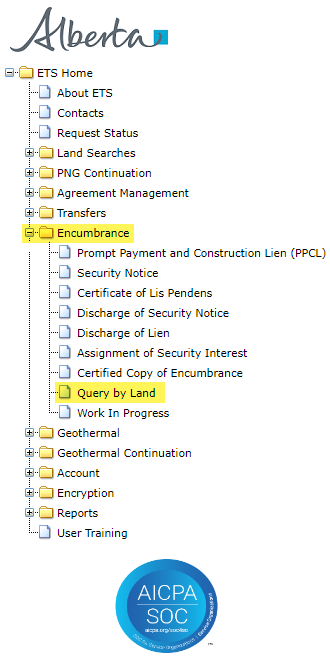 Alberta
ETS Home
About ETS
Contacts
Request Status
Land Searches
PNG Continuation
Agreement Management
Transfers
Encumbrance
Prompt Payment and Construction Lien (PPCL)
Security Notice
Certificate of Lis Pendens
Discharge of Security Notice
Discharge of Lien
Assignment of Security Interest
Certified Copy of Encumbrance
Query by Land
Work In Progress
Geothermal
Geothermal Continuation
Account
Encryption
Reports
User Training
AICPA
SOC